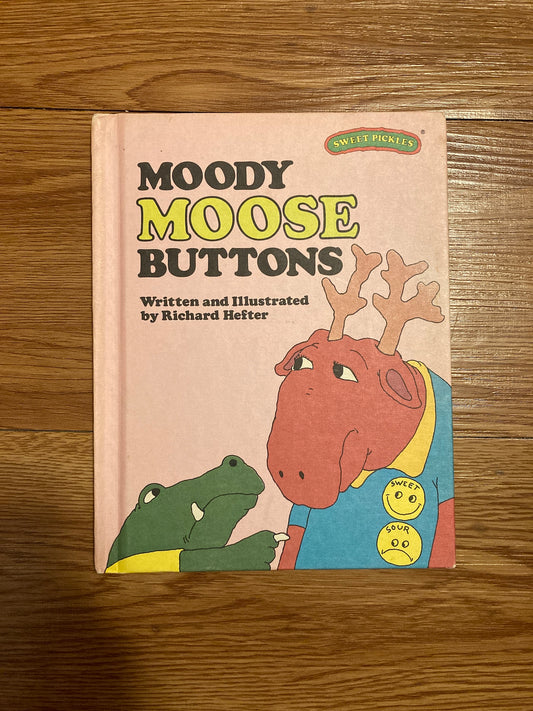 SWEET PICKLES ®
MOODY
MOOSE
BUTTONS
Written and Illustrated
by Richard Hefter
SWEET
SOUR